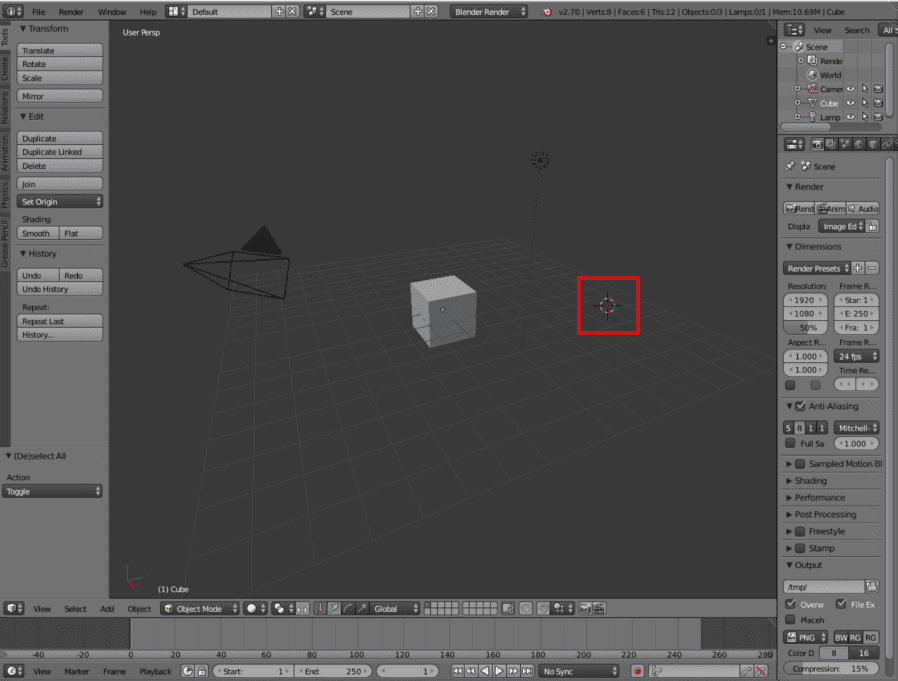 File Render Window Help Default Scene Blender Render v2.70 | Verts:8 | Faces:6 | Tris:12 | Objects:0/3 | Lamps:0/1 | Mem:10.69M | Cube
Tools
Create
Relations
Animation
Physics
Grease Pencil
Transform
Translate
Rotate
Scale
Mirror
Edit
Duplicate
Duplicate Linked
Delete
Join
Set Origin
Shading:
Smooth Flat
History
Undo Redo
Undo History
Repeat:
Repeat Last
History...
(De)select All
Action
Toggle
User Persp
(1) Cube
View Search All S
Scene
Rende
World
Camer
Cube
Lamp
Scene
Render
Rend Anim Audio
Displa Image Ed
Dimensions
Render Presets
Resolution: Frame R...
1920 Star: 1
1080 E: 250
50% Fra: 1
Aspect R... Frame R...
1.000 24 fps
1.000 Time Re...
Anti-Aliasing
5 8 1 1 Mitchell-
Full Sa 1.000
Sampled Motion Bl
Shading
Performance
Post Processing
Freestyle
Stamp
Output
/tmp/
Overw File Ex
Placeh
PNG BW RG RG
Color D 8 16
Compression: 15%
View Select Add Object Object Mode Global
-40 -20 0 20 40 60 80 100 120 140 160 180 200 220 240 260 280
View Marker Frame Playback Start: 1 End: 250 1 No Sync